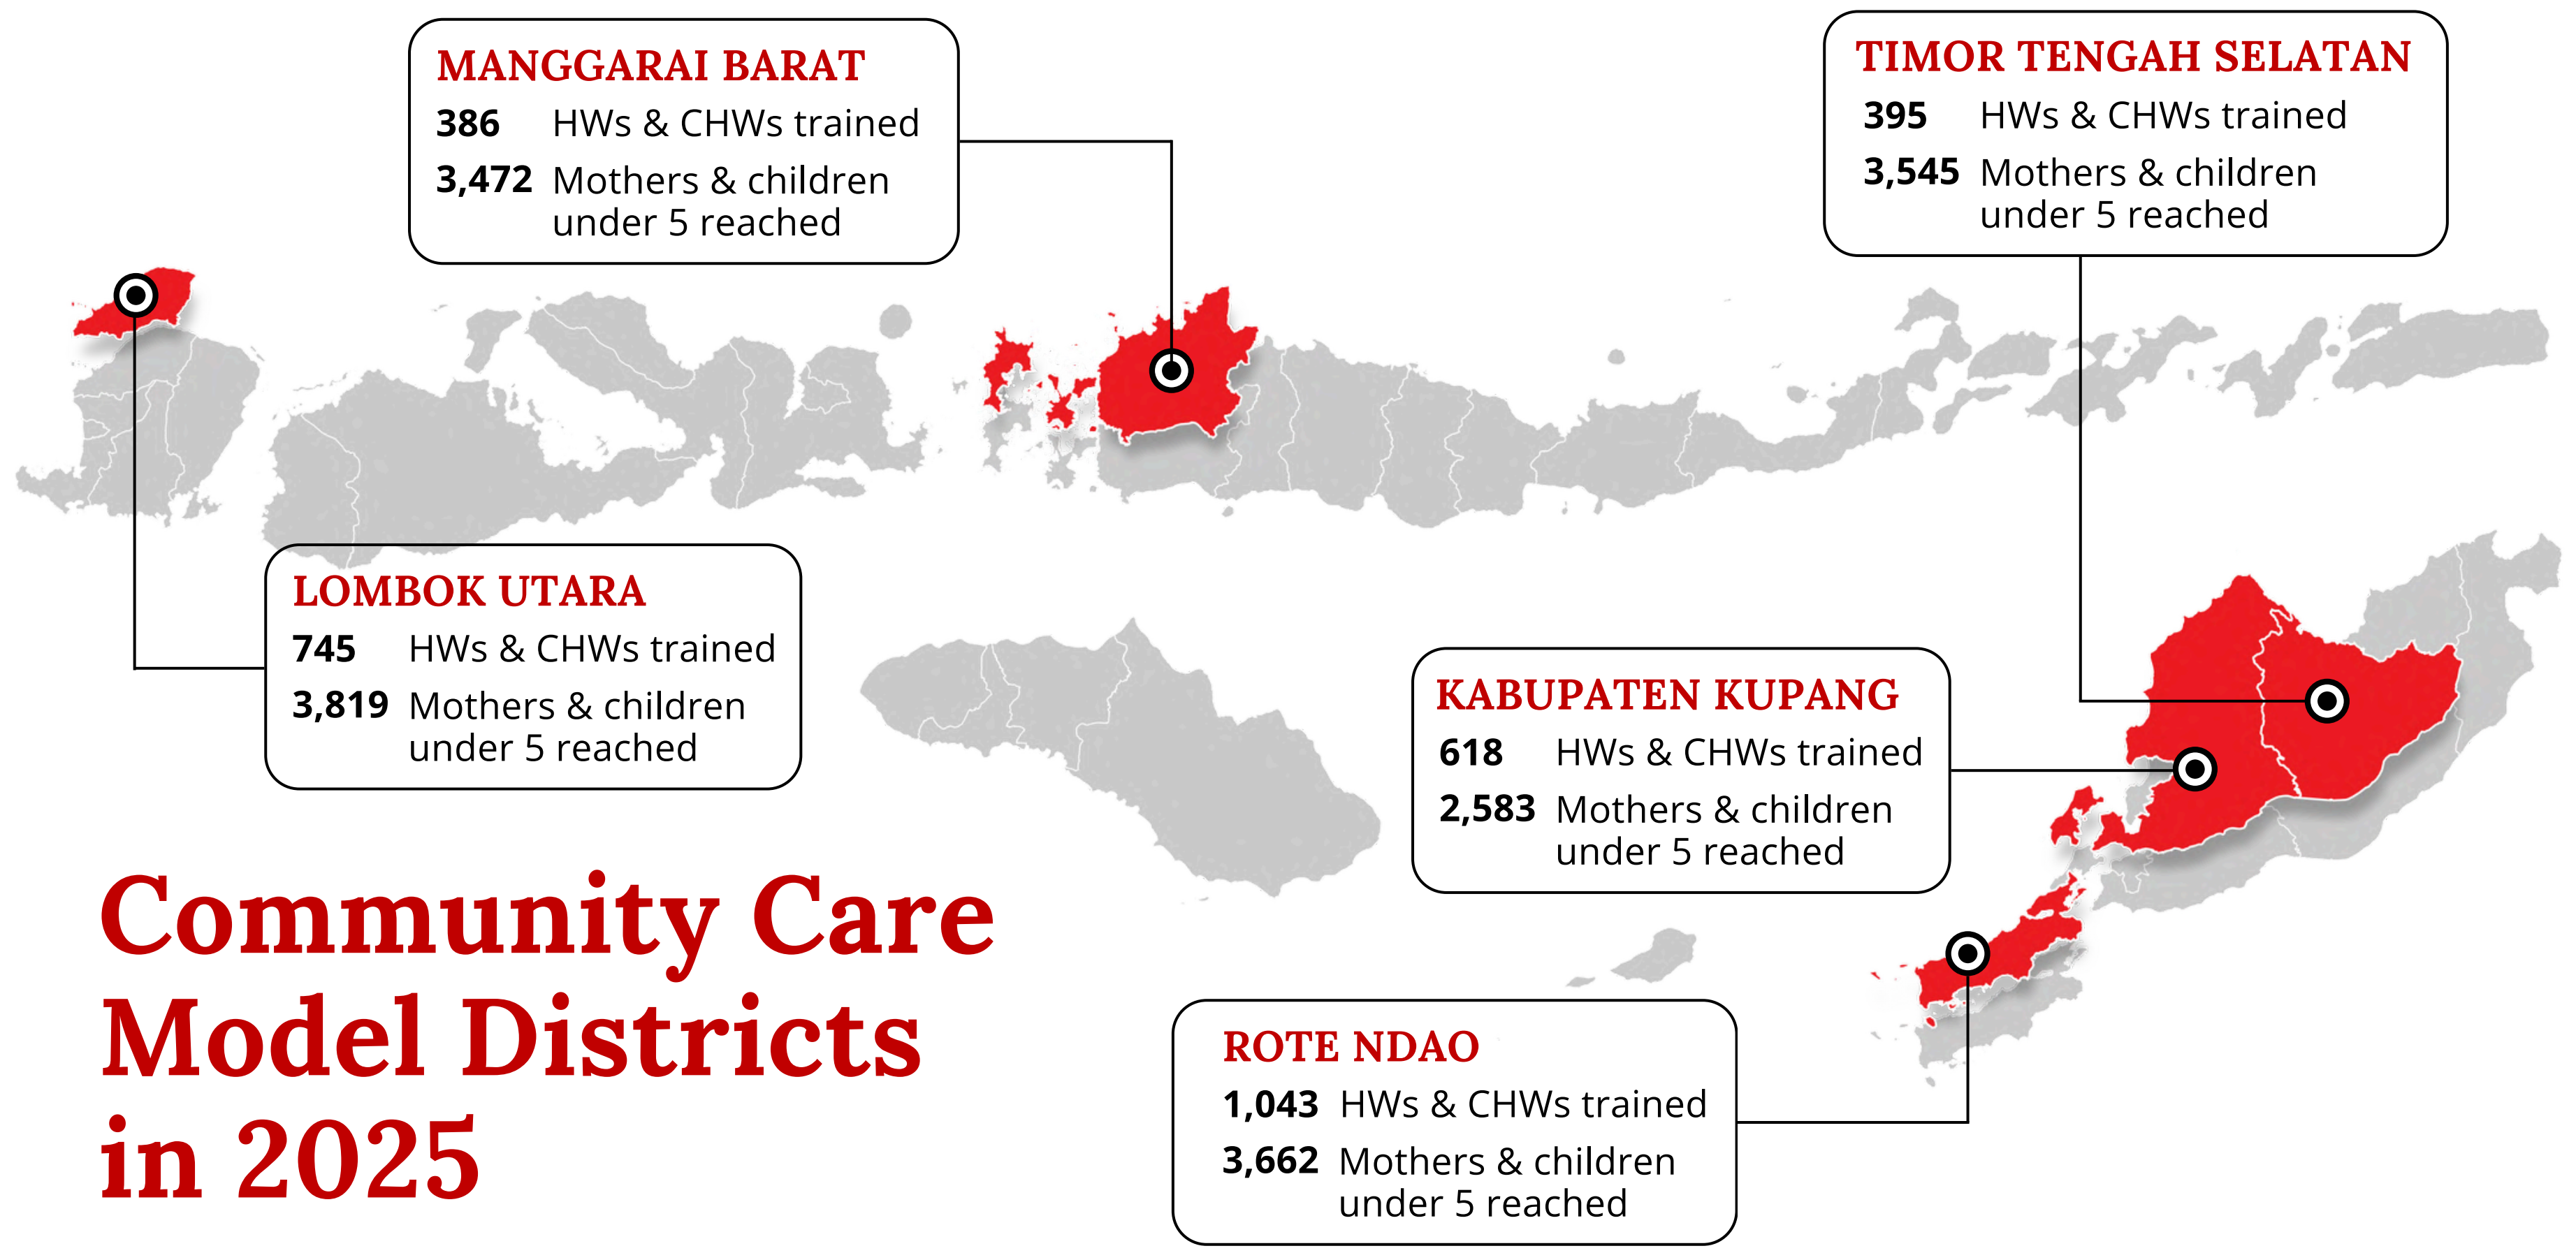 MANGGARAI BARAT
386 HWs & CHWs trained
3,472 Mothers & children
under 5 reached
TIMOR TENGAH SELATAN
395 HWs & CHWs trained
3,545 Mothers & children
under 5 reached
LOMBOK UTARA
745 HWs & CHWs trained
3,819 Mothers & children
under 5 reached
KABUPATEN KUPANG
618 HWs & CHWs trained
2,583 Mothers & children
under 5 reached
ROTE NDAO
1,043 HWs & CHWs trained
3,662 Mothers & children
under 5 reached
Community Care
Model Districts
in 2025